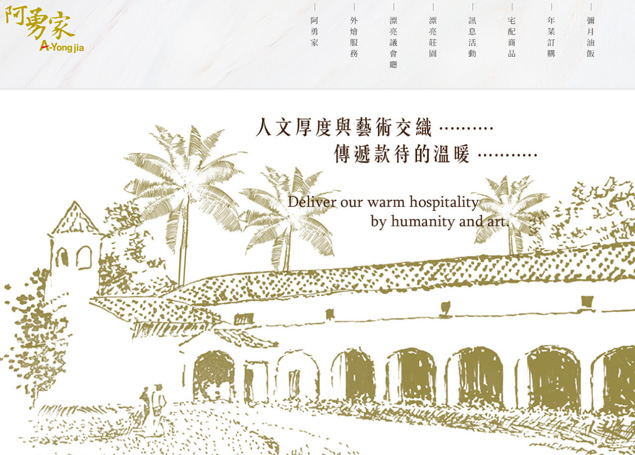 阿勇家
A-Yong jia
阿勇家
外燴服務
漂亮議會廳
漂亮莊園
訊息活動
宅配商品
年菜訂購
彌月油飯
人文厚度與藝術交織 ··········
傳遞款待的溫暖 ···········
Deliver our warm hospitality
by humanity and art.